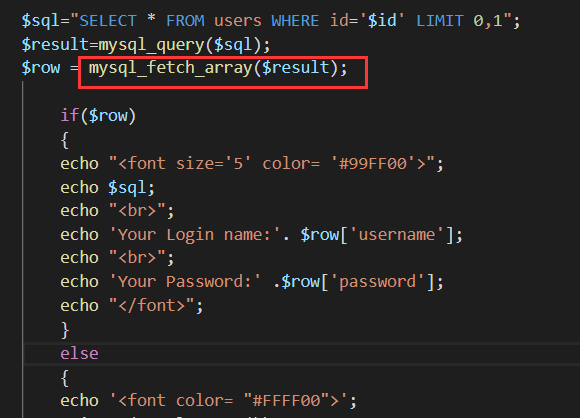 $sql="SELECT * FROM users WHERE id='$id' LIMIT 0,1";
$result=mysql_query($sql);
$row = mysql_fetch_array($result);
if($row)
{
echo "<font size='5' color= '#99FF00'>";
echo $sql;
echo "<br>";
echo 'Your Login name:'. $row['username'];
echo "<br>";
echo 'Your Password:' .$row['password'];
echo "</font>";
}
else
{
echo '<font color= "#FFFF00">';